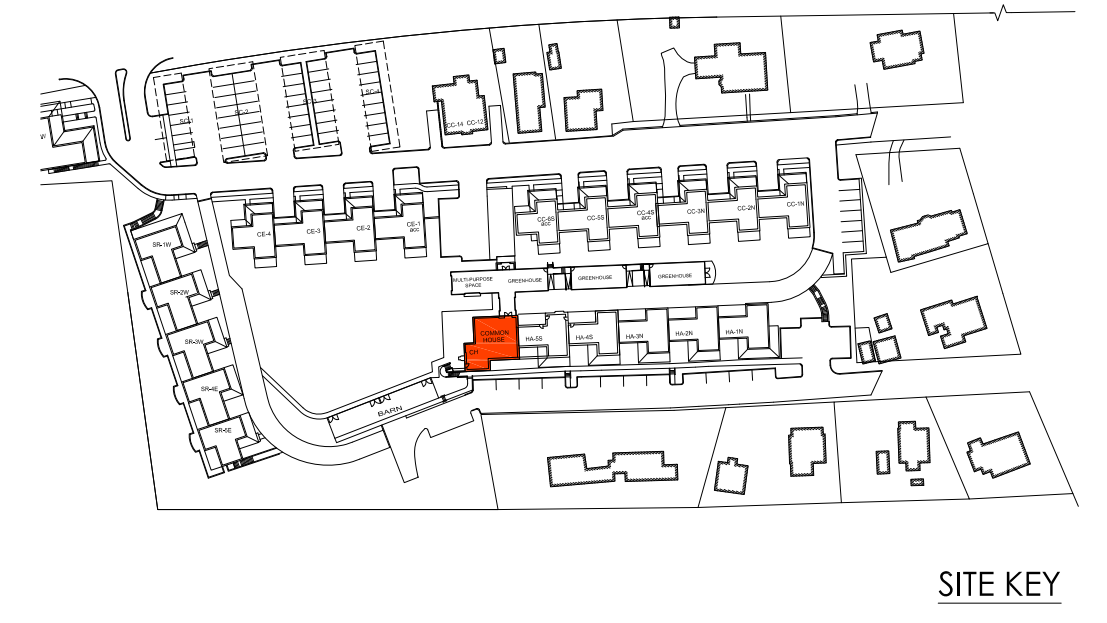 SC-1
SC-2
SC-3
SC-4
CC-14 CC-12
W
CE-4
CE-3
CE-2
CE-1
acc
CC-6S
acc
CC-5S
CC-4S
acc
CC-3N
CC-2N
CC-1N
SR-1W
SR-2W
SR-3W
SR-4E
SR-5E
MULTI-PURPOSE
SPACE
GREENHOUSE
GREENHOUSE
GREENHOUSE
COMMON
HOUSE
CH
HA-5S
HA-4S
HA-3N
HA-2N
HA-1N
BARN
SITE KEY